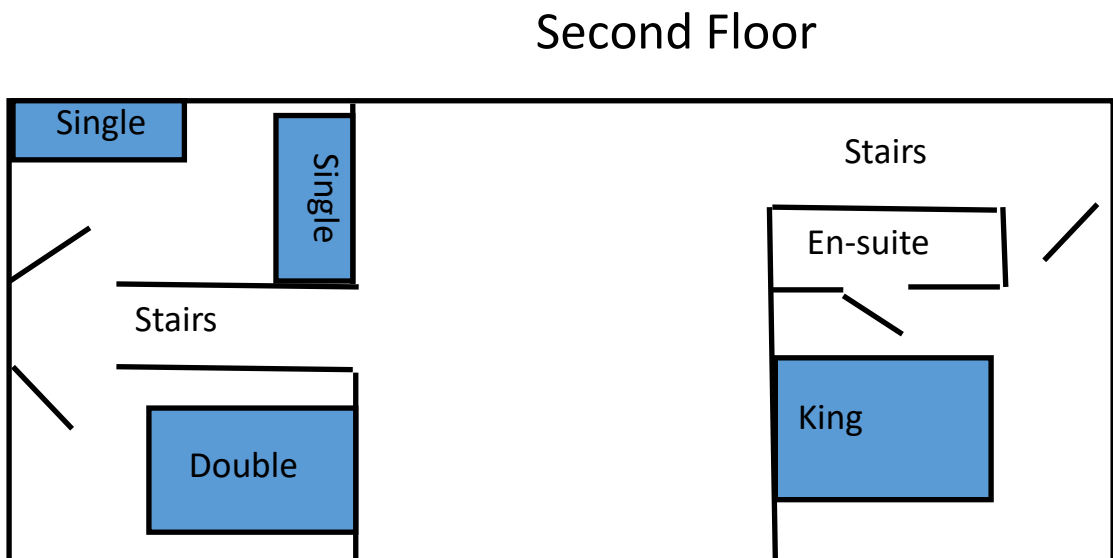 Second Floor
Single
Single
Stairs
En-suite
Stairs
King
Double